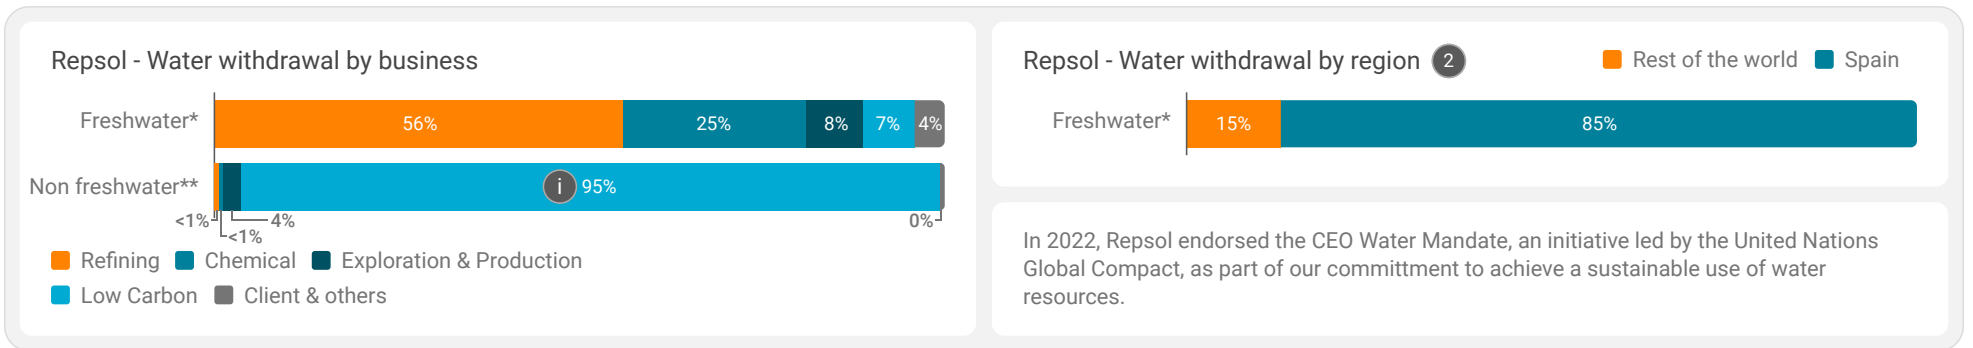 Repsol - Water withdrawal by business
Freshwater*
56%
25%
8%
7%
4%
Non freshwater**
i
95%
<1%
<1%
4%
0%
Refining
Chemical
Exploration & Production
Low Carbon
Client & others
Repsol - Water withdrawal by region
2
Rest of the world
Spain
Freshwater*
15%
85%
In 2022, Repsol endorsed the CEO Water Mandate, an initiative led by the United Nations
Global Compact, as part of our committment to achieve a sustainable use of water
resources.